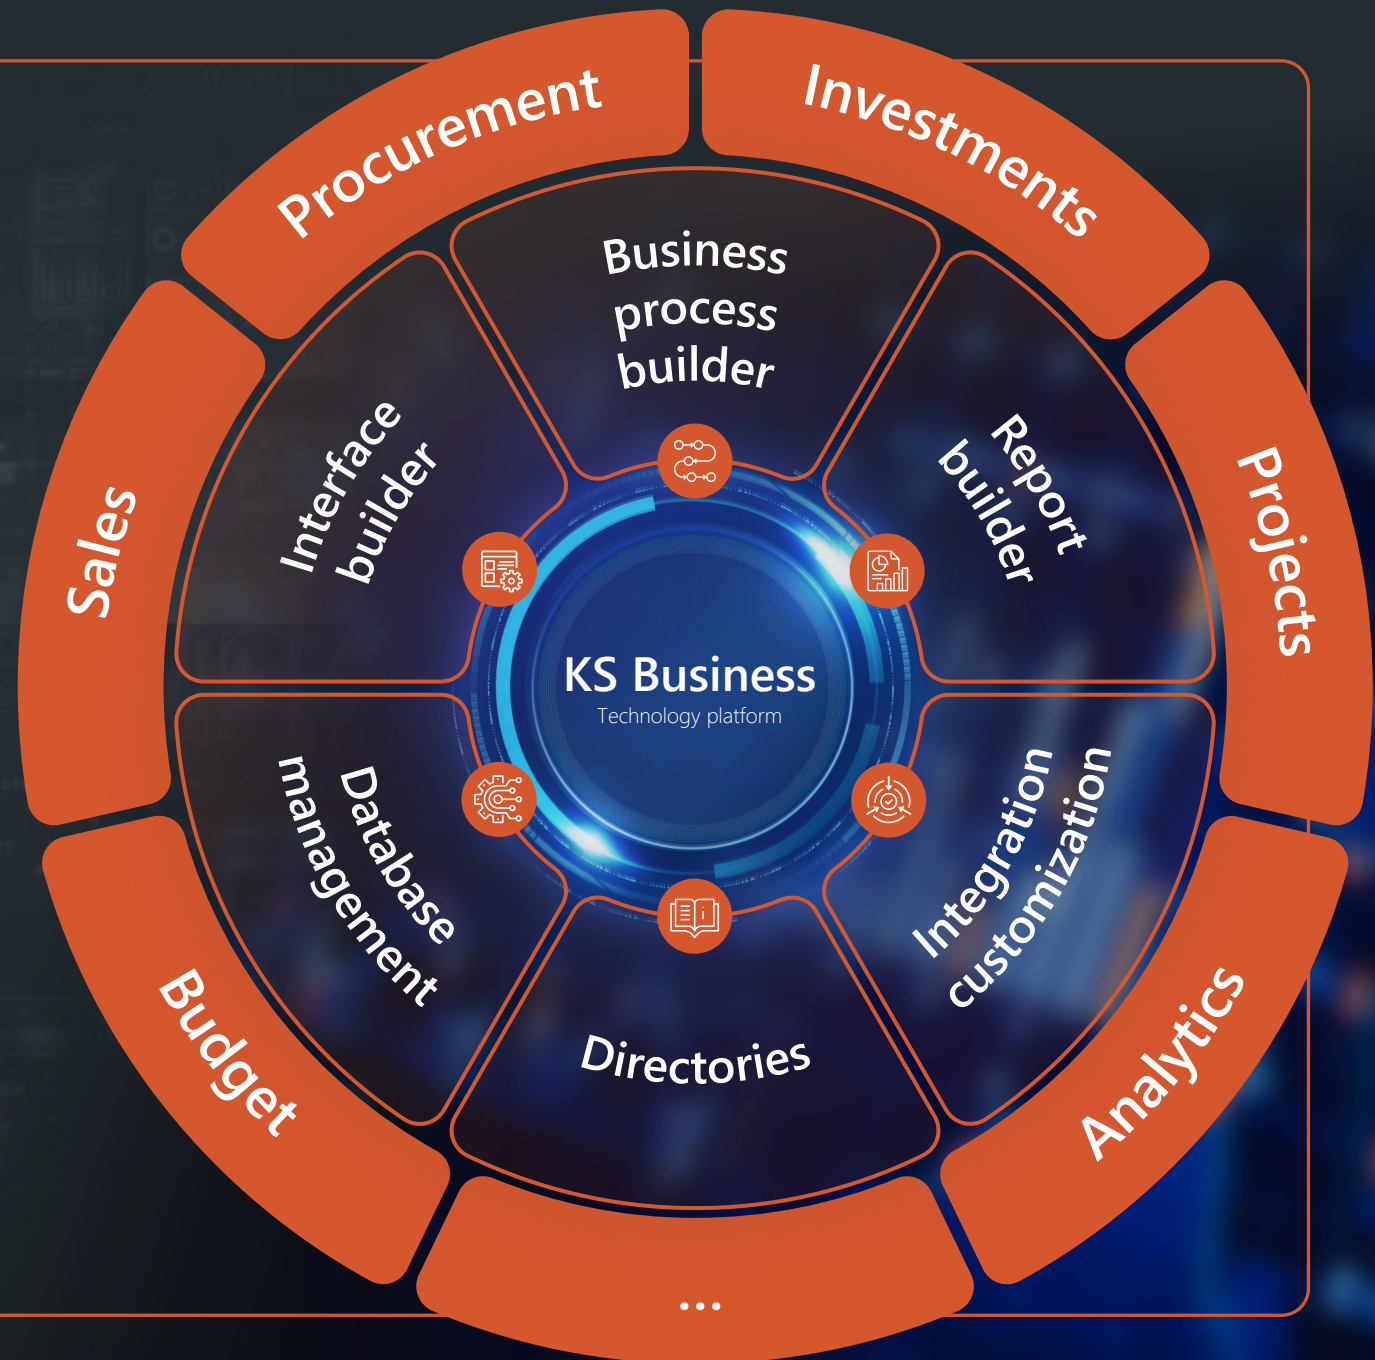 Procurement
Investments
Business
process
builder
Interface
builder
Report
builder
Sales
Projects
KS Business
Technology platform
Database
management
Integration
customization
Directories
Budget
Analytics
...